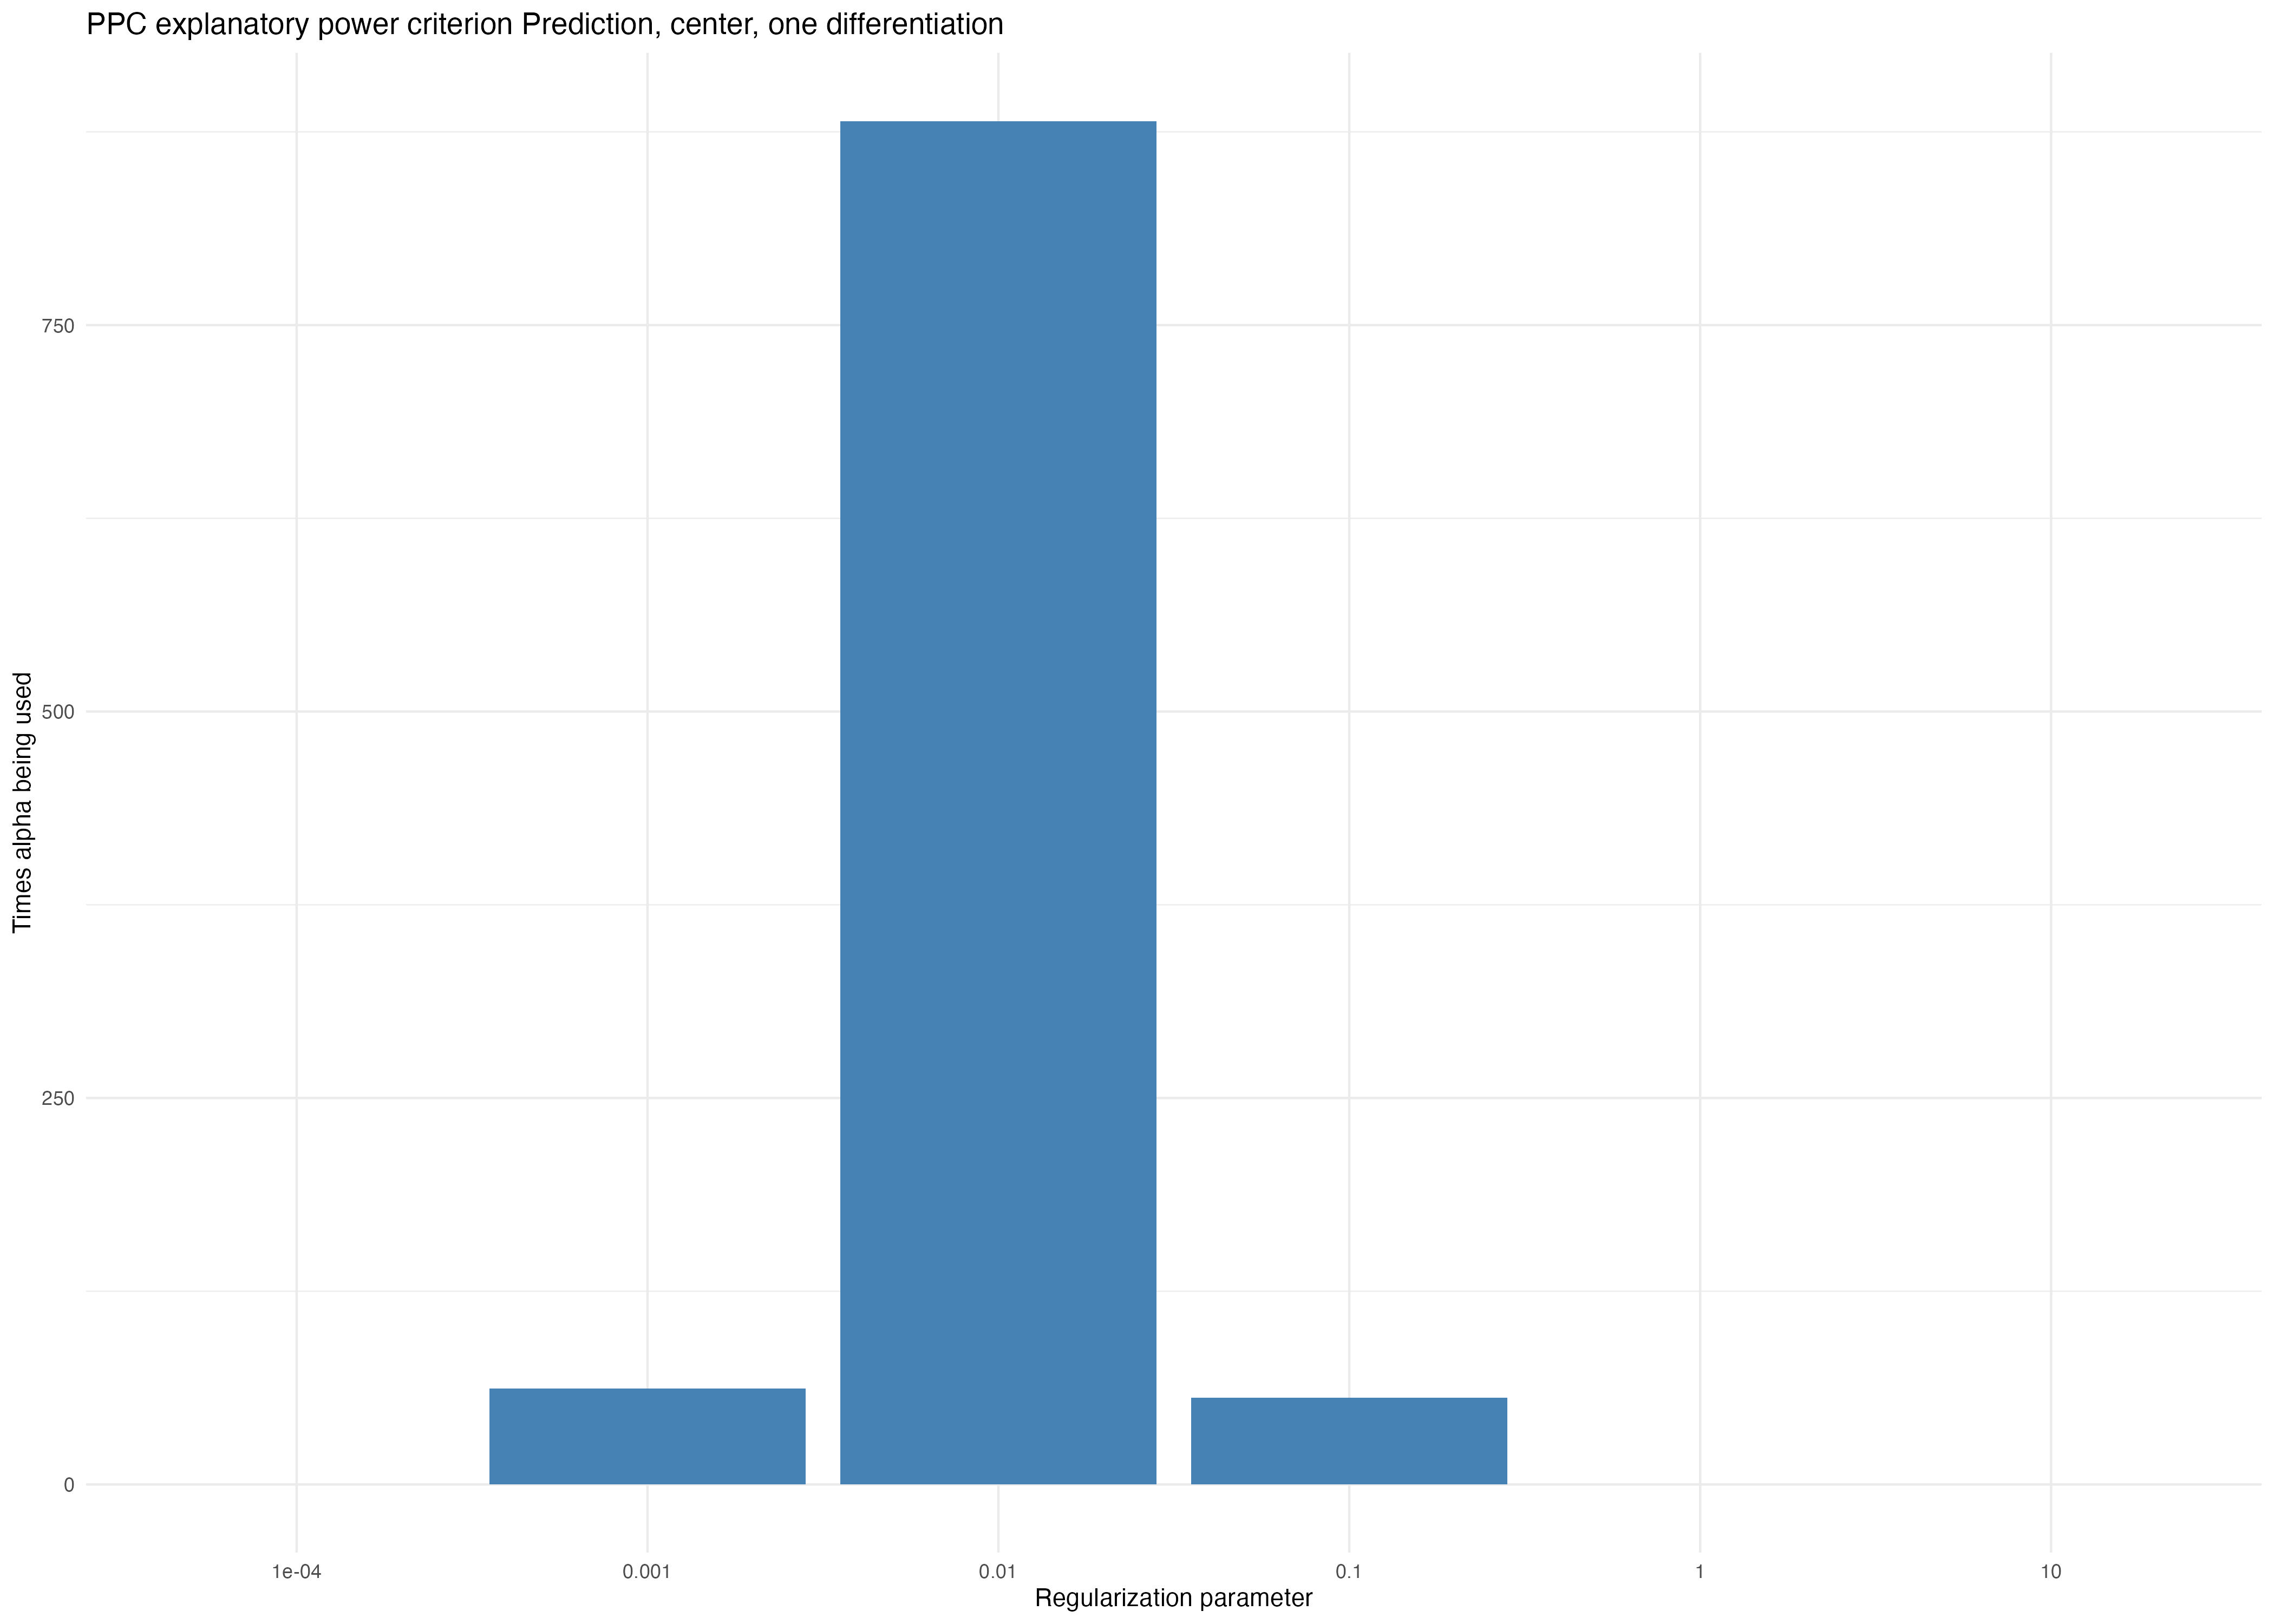 PPC explanatory power criterion Prediction, center, one differentiation
Times alpha being used
750
500
250
0
1e-04 0.001 0.01 0.1 1 10
Regularization parameter